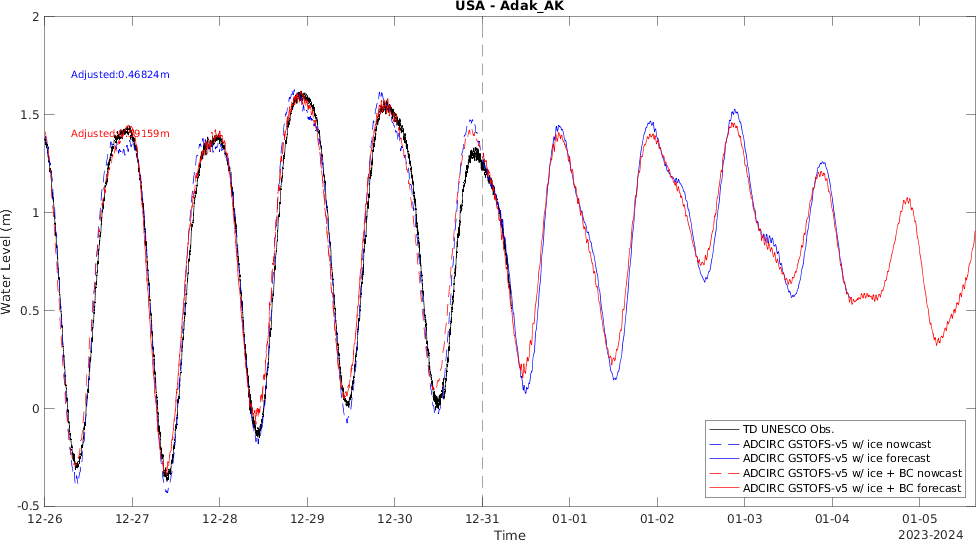 USA - Adak_AK
2
1.5
1
0.5
0
-0.5
Water Level (m)
Adjusted:0.46824m
12-26
12-27
12-28
12-29
12-30
12-31
01-01
01-02
01-03
01-04
01-05
Time
2023-2024
TD UNESCO Obs.
ADCIRC GSTOFS-v5 w/ ice nowcast
ADCIRC GSTOFS-v5 w/ ice forecast
ADCIRC GSTOFS-v5 w/ ice + BC nowcast
ADCIRC GSTOFS-v5 w/ ice + BC forecast